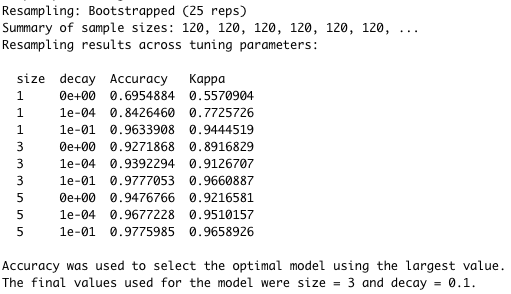 Resampling: Bootstrapped (25 reps)
Summary of sample sizes: 120, 120, 120, 120, 120, 120, ...
Resampling results across tuning parameters:
size decay Accuracy Kappa
1 0e+00 0.6954884 0.5570904
1 1e-04 0.8426460 0.7725726
1 1e-01 0.9633908 0.9444519
3 0e+00 0.9271868 0.8916829
3 1e-04 0.9392294 0.9126707
3 1e-01 0.9777053 0.9660887
5 0e+00 0.9476766 0.9216581
5 1e-04 0.9677228 0.9510157
5 1e-01 0.9775985 0.9658926
Accuracy was used to select the optimal model using the largest value.
The final values used for the model were size = 3 and decay = 0.1.